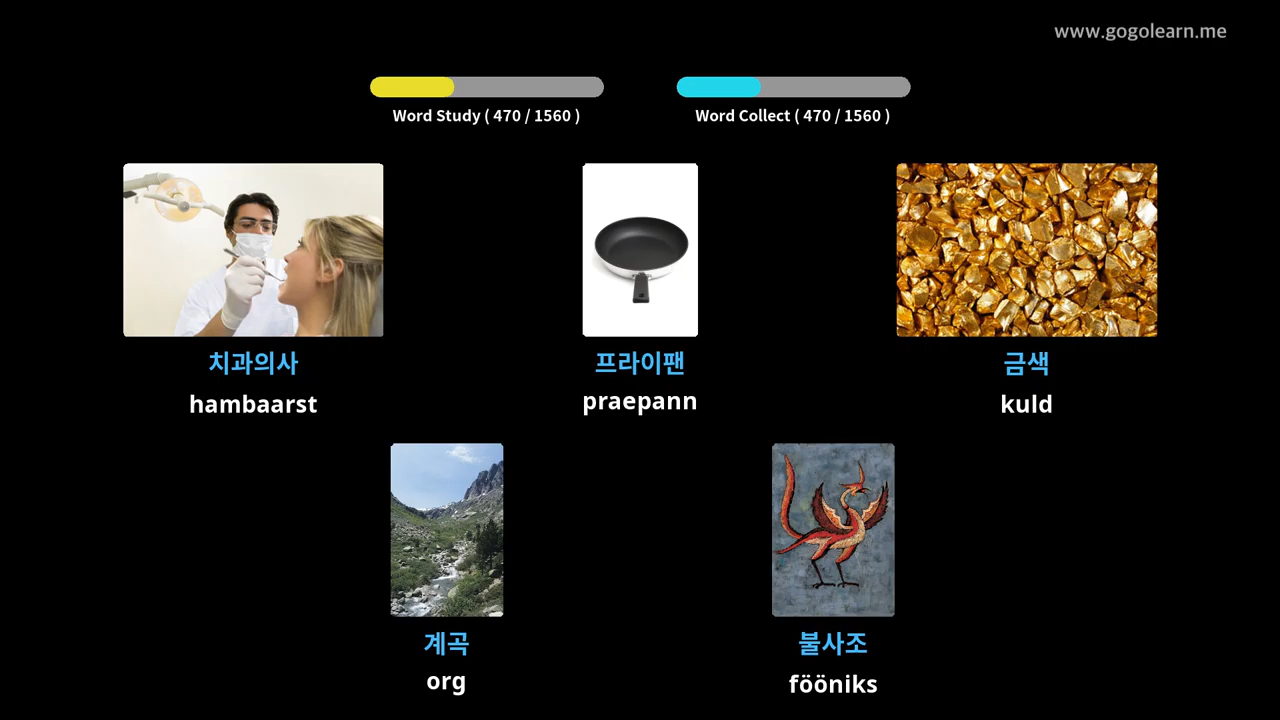 www.gogolearn.me
Word Study ( 470 / 1560 )
Word Collect ( 470 / 1560 )
치과의사
hambaarst
프라이팬
praepann
금색
kuld
계곡
org
불사조
fööniks